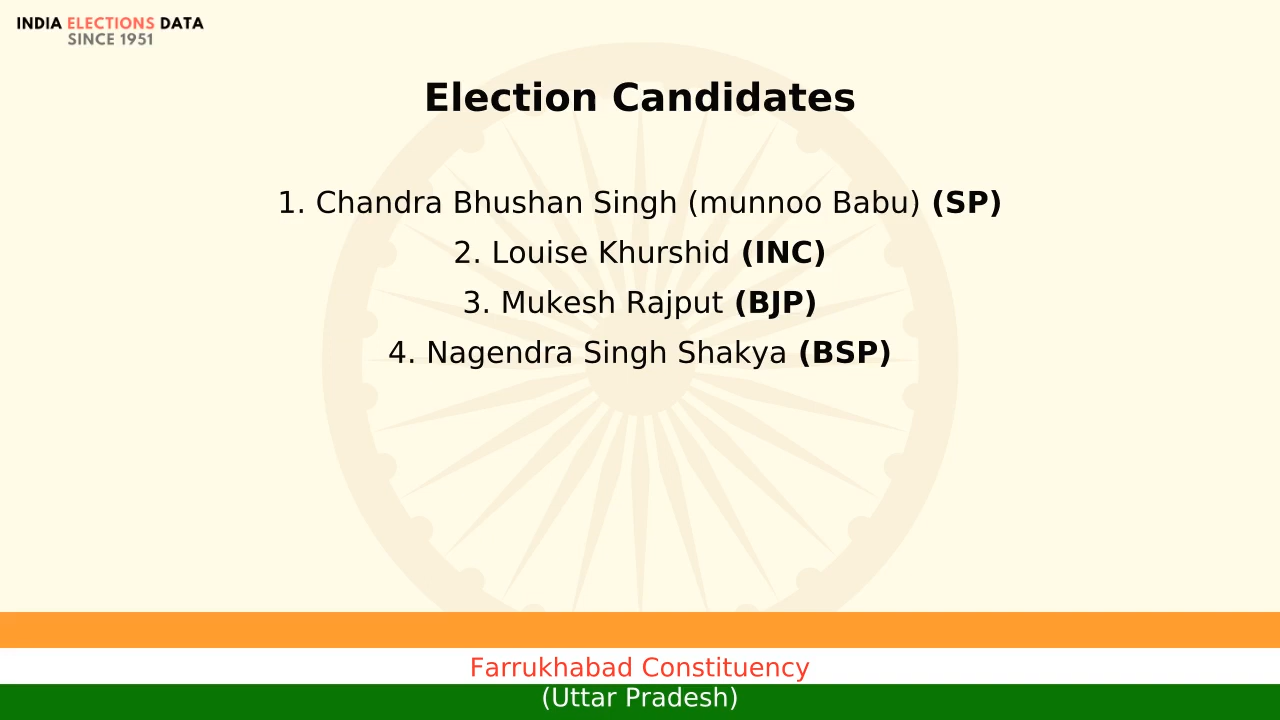 INDIA ELECTIONS DATA
SINCE 1951
Election Candidates
1. Chandra Bhushan Singh (munnoo Babu) (SP)
2. Louise Khurshid (INC)
3. Mukesh Rajput (BJP)
4. Nagendra Singh Shakya (BSP)
Farrukhabad Constituency
(Uttar Pradesh)